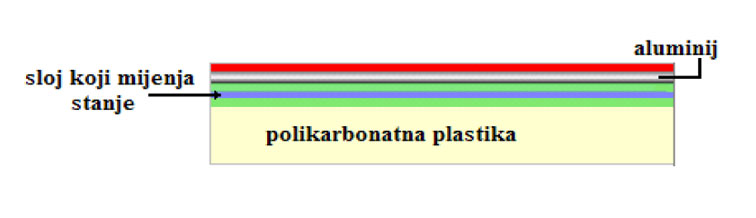 aluminij
sloj koji mijenja
stanje
polikarbonatna plastika